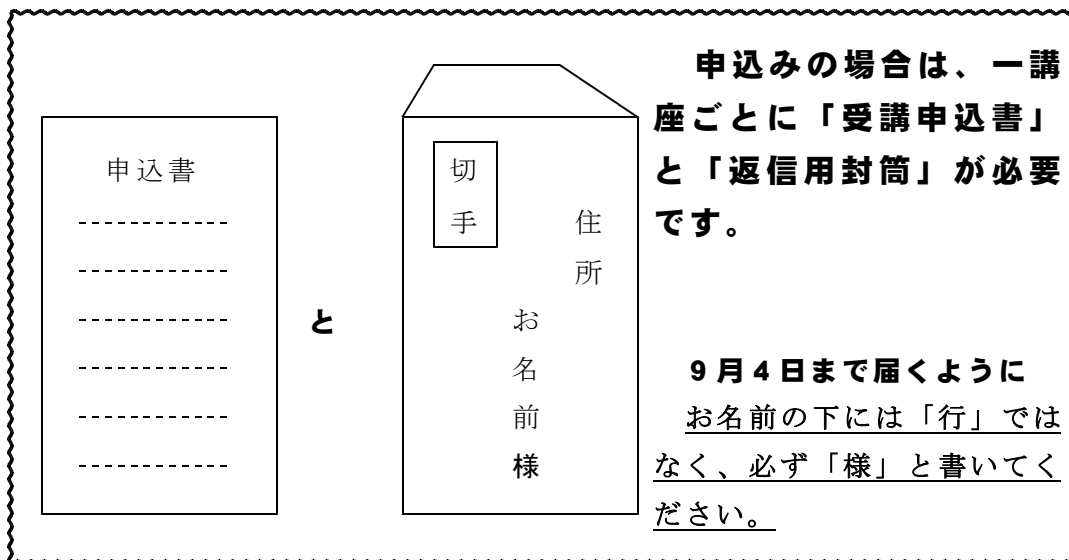 申込書
と
切手
住所
お名前様
申込みの場合は、一講
座ごとに「受講申込書」
と「返信用封筒」が必要
です。
9月4日まで届くように
お名前の下には「行」では
なく、必ず「様」と書いてく
ださい。